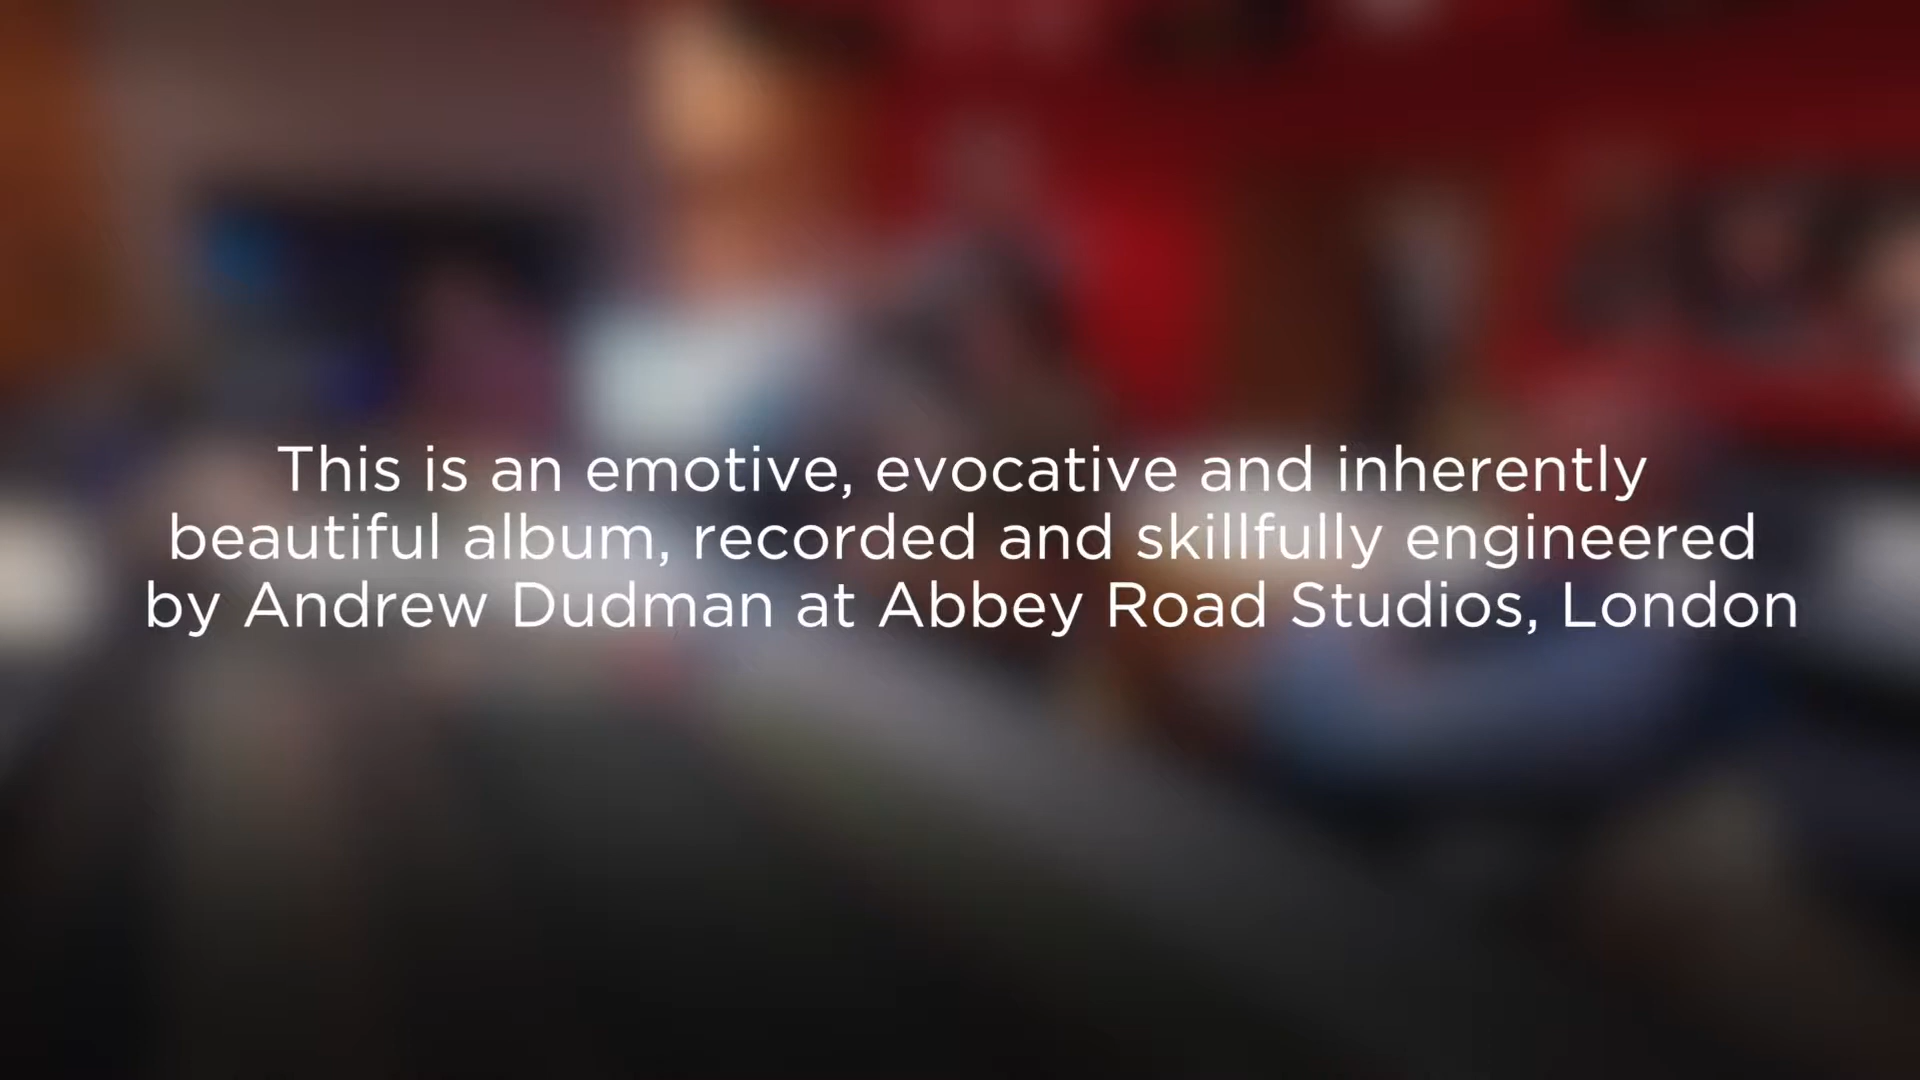 This is an emotive, evocative and inherently
beautiful album, recorded and skillfully engineered
by Andrew Dudman at Abbey Road Studios, London